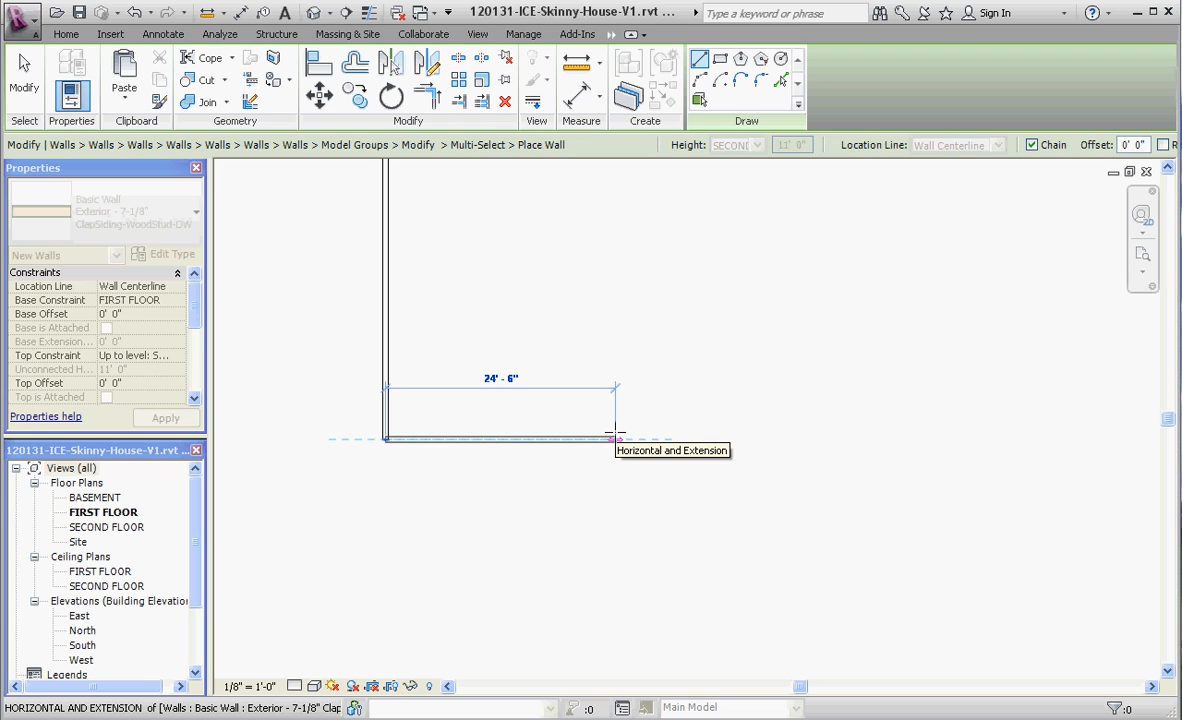 120131-ICE-Skinny-House-V1.rvt ...
Type a keyword or phrase
Sign In
Home
Insert
Annotate
Analyze
Structure
Massing & Site
Collaborate
View
Manage
Add-Ins
Modify
Cope
Cut
Join
Paste
Select
Properties
Clipboard
Geometry
Modify
View
Measure
Create
Draw
Modify | Walls > Walls > Walls > Walls > Walls > Walls > Walls > Model Groups > Modify > Multi-Select > Place Wall
Height:
SECONI
11' 0"
Location Line:
Wall Centerline
Chain
Offset:
0' 0"
R
Properties
Basic Wall
Exterior - 7-1/8"
ClapSiding-WoodStud-DW
New Walls
Edit Type
Constraints
Location Line
Wall Centerline
Base Constraint
FIRST FLOOR
Base Offset
0' 0"
Base is Attached
Base Extension...
0' 0"
Top Constraint
Up to level: S...
Unconnected H...
11' 0"
Top Offset
0' 0"
Top is Attached
Properties help
Apply
120131-ICE-Skinny-House-V1.rvt ...
Views (all)
Floor Plans
BASEMENT
FIRST FLOOR
SECOND FLOOR
Site
Ceiling Plans
FIRST FLOOR
SECOND FLOOR
Elevations (Building Elevation
East
North
South
West
Legends
2D
24' - 6"
Horizontal and Extension
1/8" = 1'-0"
HORIZONTAL AND EXTENSION of [Walls : Basic Wall : Exterior - 7-1/8" Clap
:0
Main Model
:0